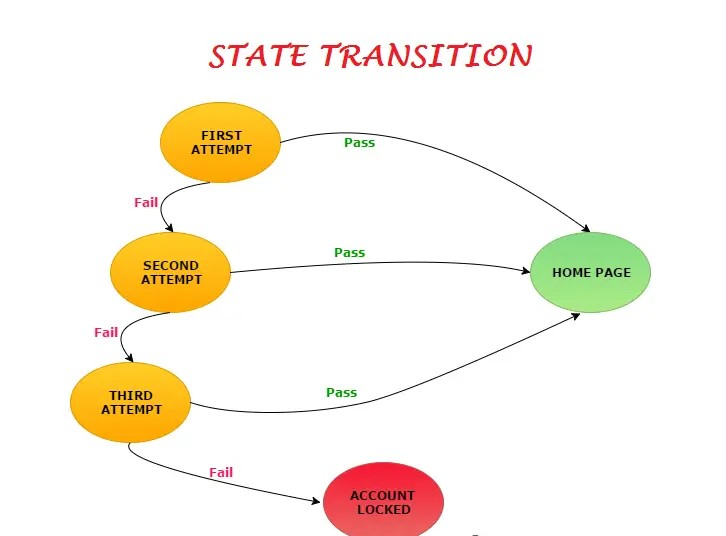 STATE TRANSITION
FIRST
ATTEMPT
Pass
Fail
SECOND
ATTEMPT
Pass
HOME PAGE
Fail
THIRD
ATTEMPT
Pass
Fail
ACCOUNT
LOCKED